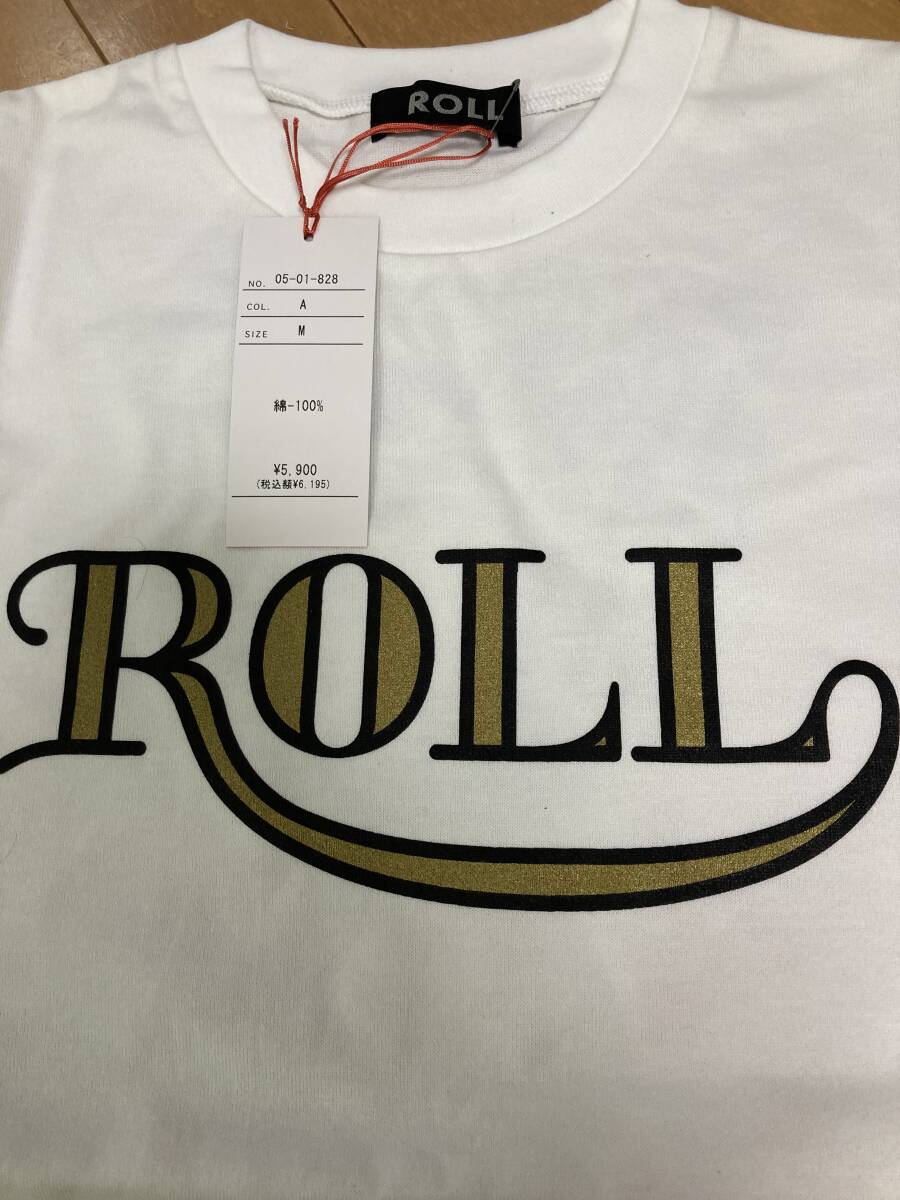 ROLL
NO. 05-01-828
COL. A
SIZE M
綿-100%
¥5,900
(税込額¥6,195)
ROLL